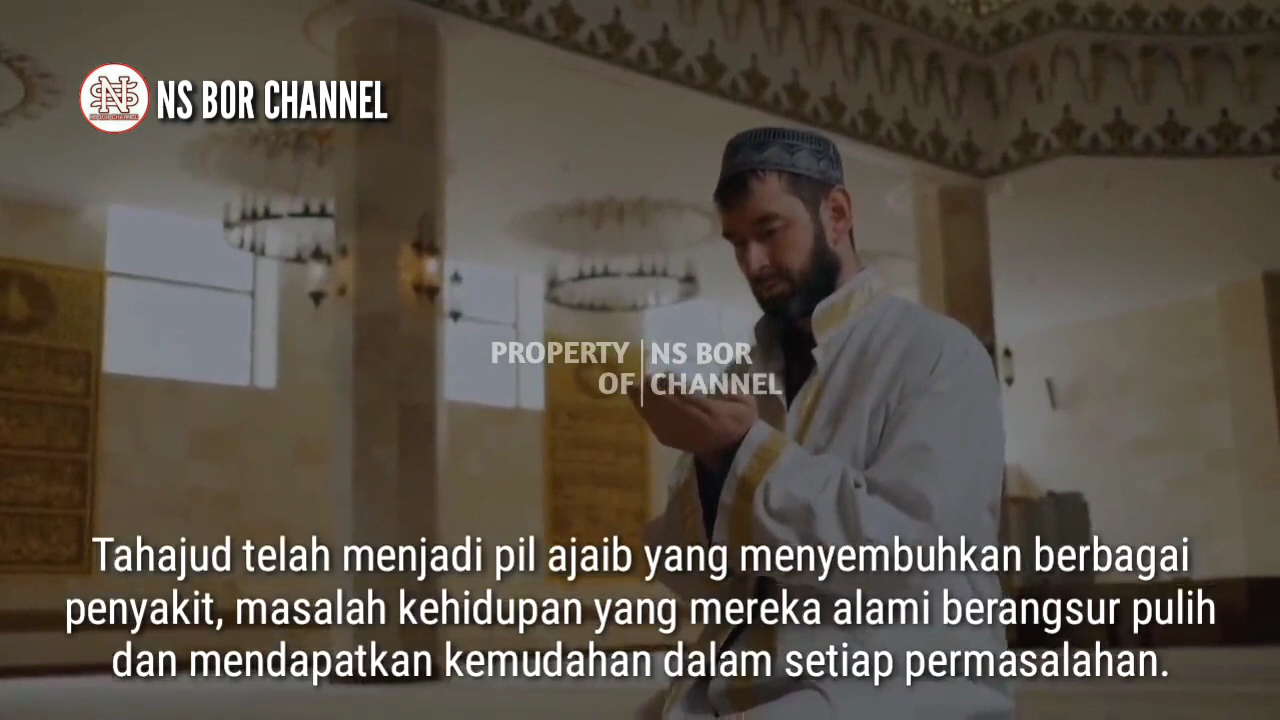 NS BOR CHANNEL
PROPERTY OF
NS BOR CHANNEL
Tahajud telah menjadi pil ajaib yang menyembuhkan berbagai
penyakit, masalah kehidupan yang mereka alami berangsur pulih
dan mendapatkan kemudahan dalam setiap permasalahan.